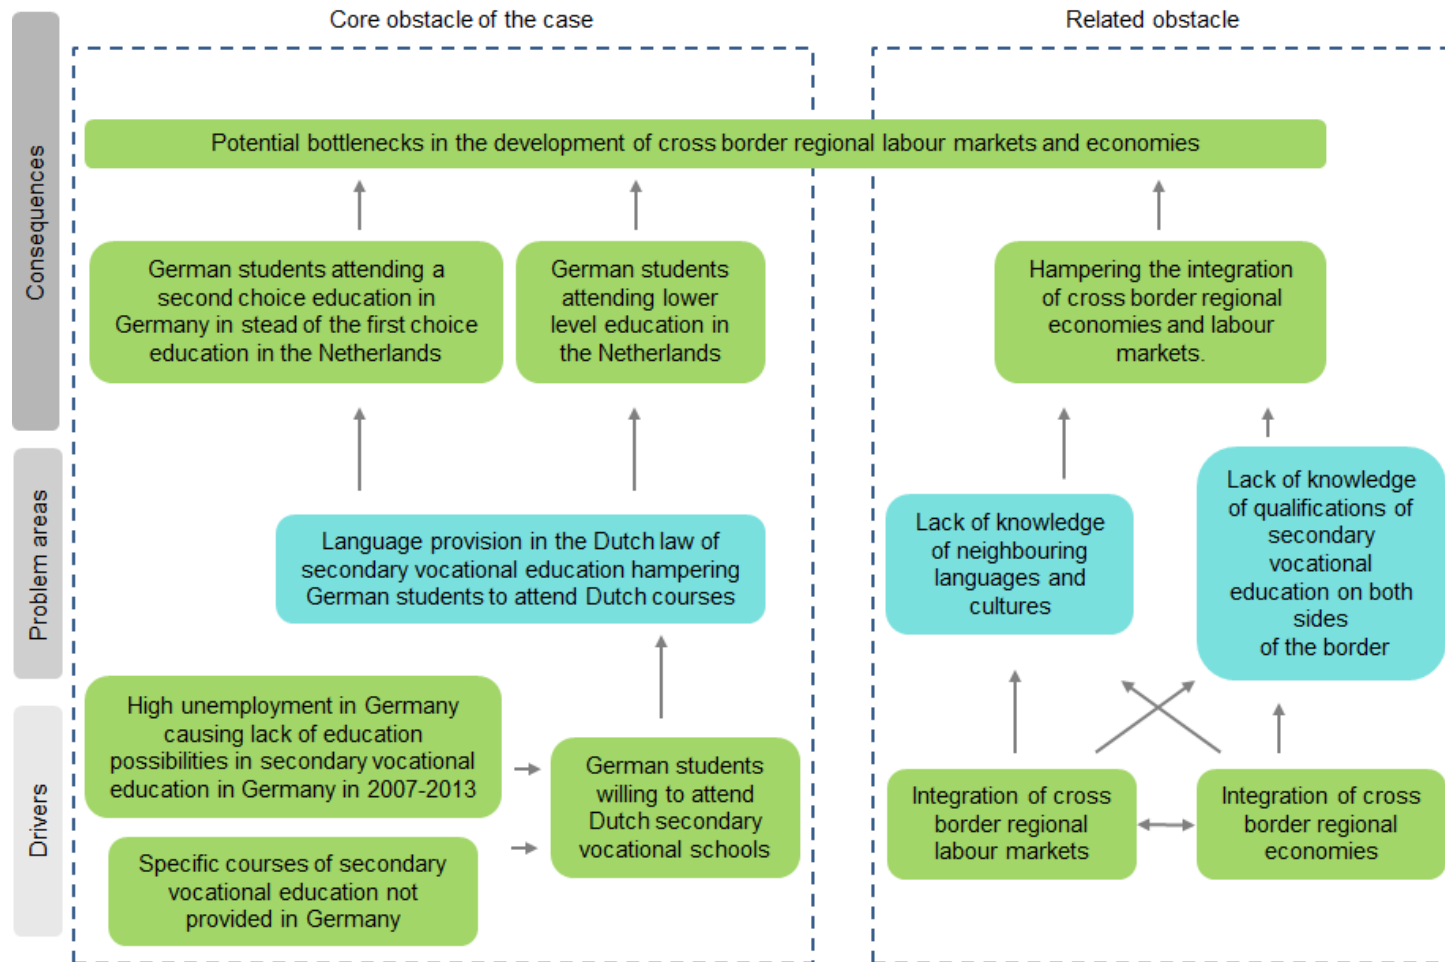 Core obstacle of the case
Related obstacle
Consequences
Potential bottlenecks in the development of cross border regional labour markets and economies
German students attending a
second choice education in
Germany in stead of the first choice
education in the Netherlands
German students
attending lower
level education in
the Netherlands
Hampering the integration
of cross border regional
economies and labour
markets.
Problem areas
Language provision in the Dutch law of
secondary vocational education hampering
German students to attend Dutch courses
Lack of knowledge
of neighbouring
languages and
cultures
Lack of knowledge
of qualifications of
secondary
vocational
education on both
sides
of the border
Drivers
High unemployment in Germany
causing lack of education
possibilities in secondary vocational
education in Germany in 2007-2013
Specific courses of secondary
vocational education not
provided in Germany
German students
willing to attend
Dutch secondary
vocational schools
Integration of cross
border regional
labour markets
Integration of cross
border regional
economies